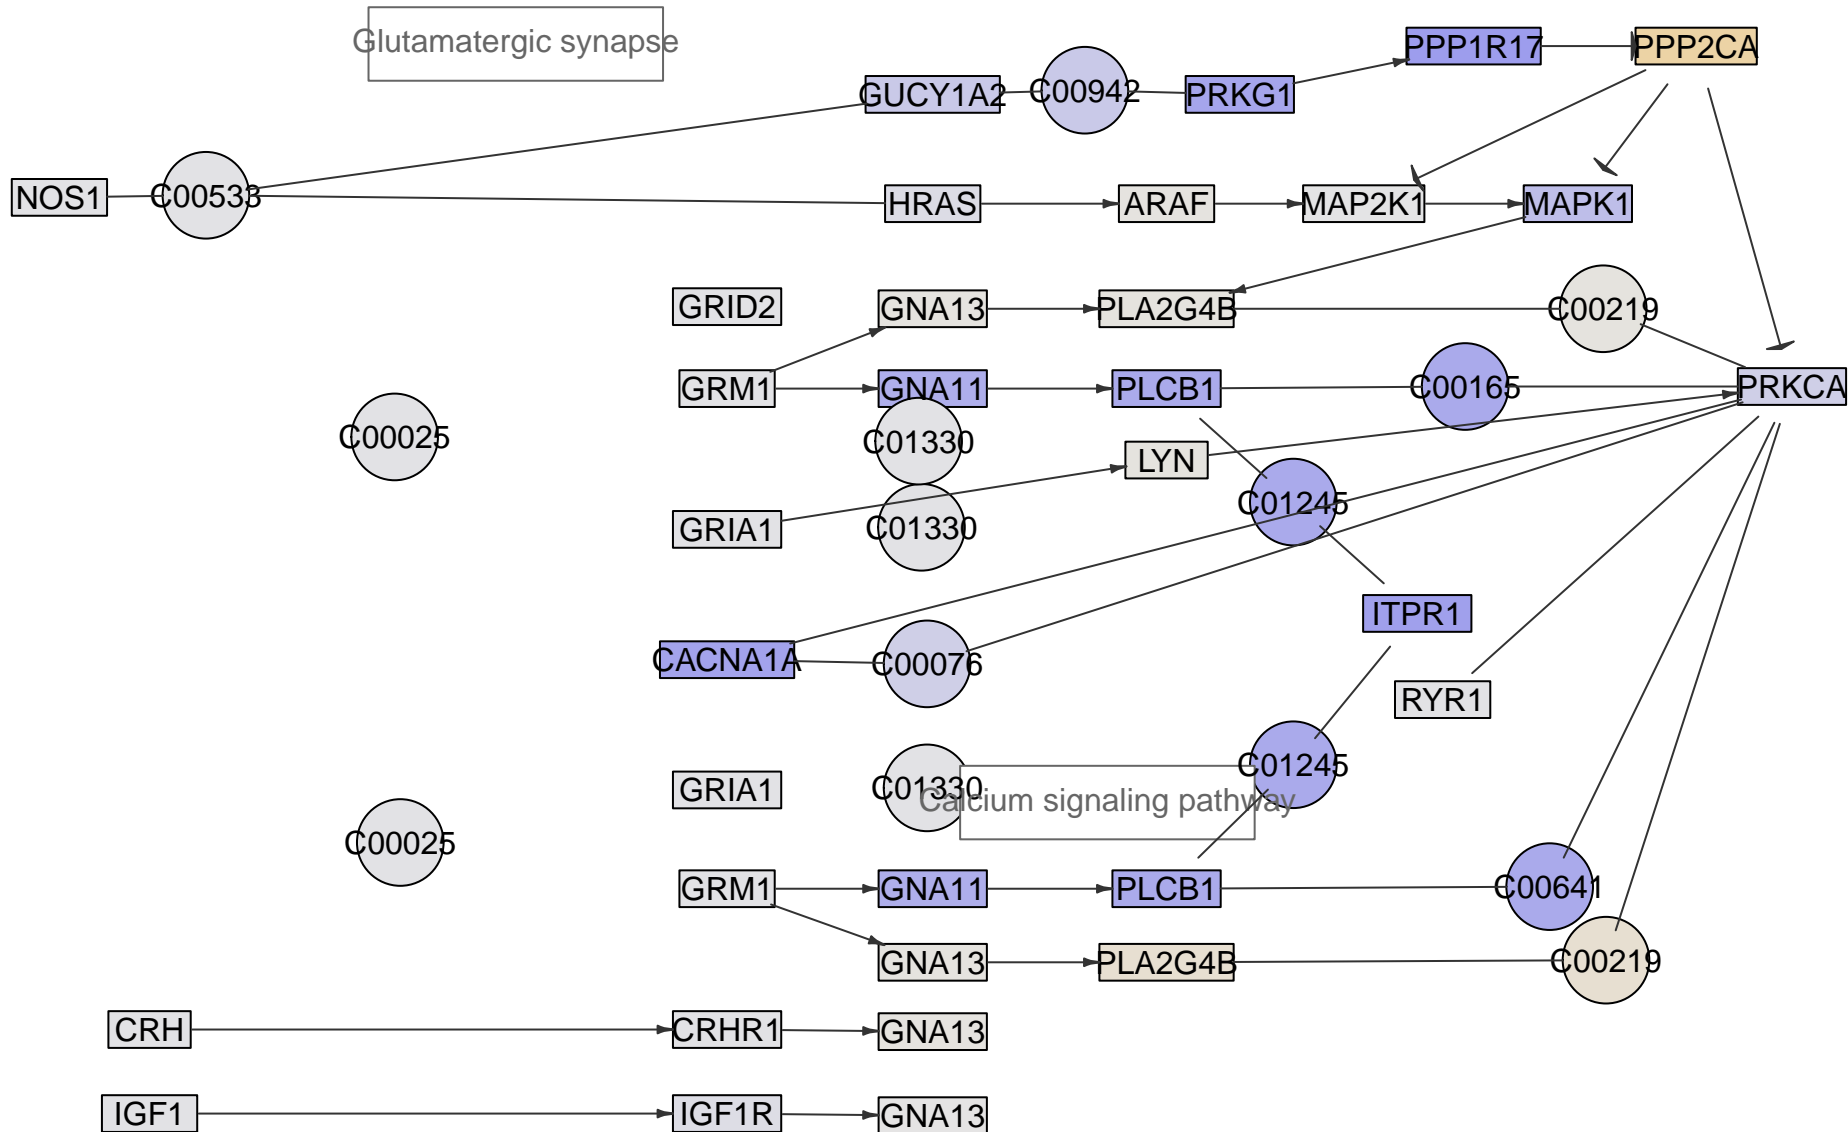 Glutamatergic synapse
PPP1R17
PPP2CA
GUCY1A2
C00942
PRKG1
NOS1
C00533
HRAS
ARAF
MAP2K1
MAPK1
GRID2
GNA13
PLA2G4B
C00219
GRM1
GNA11
PLCB1
C00165
PRKCA
C00025
C01330
LYN
C01245
GRIA1
C01330
ITPR1
CACNA1A
C00076
RYR1
C01245
GRIA1
C01330
Calcium signaling pathway
C00025
GRM1
GNA11
PLCB1
C00641
GNA13
PLA2G4B
C00219
CRH
CRHR1
GNA13
IGF1
IGF1R
GNA13